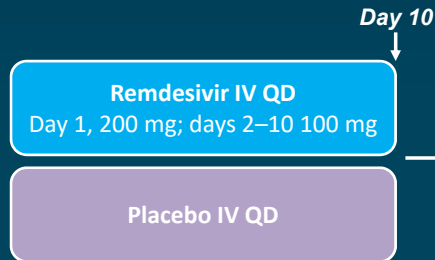 Day 10
Remdesivir IV QD
Day 1, 200 mg; days 2–10 100 mg
Placebo IV QD